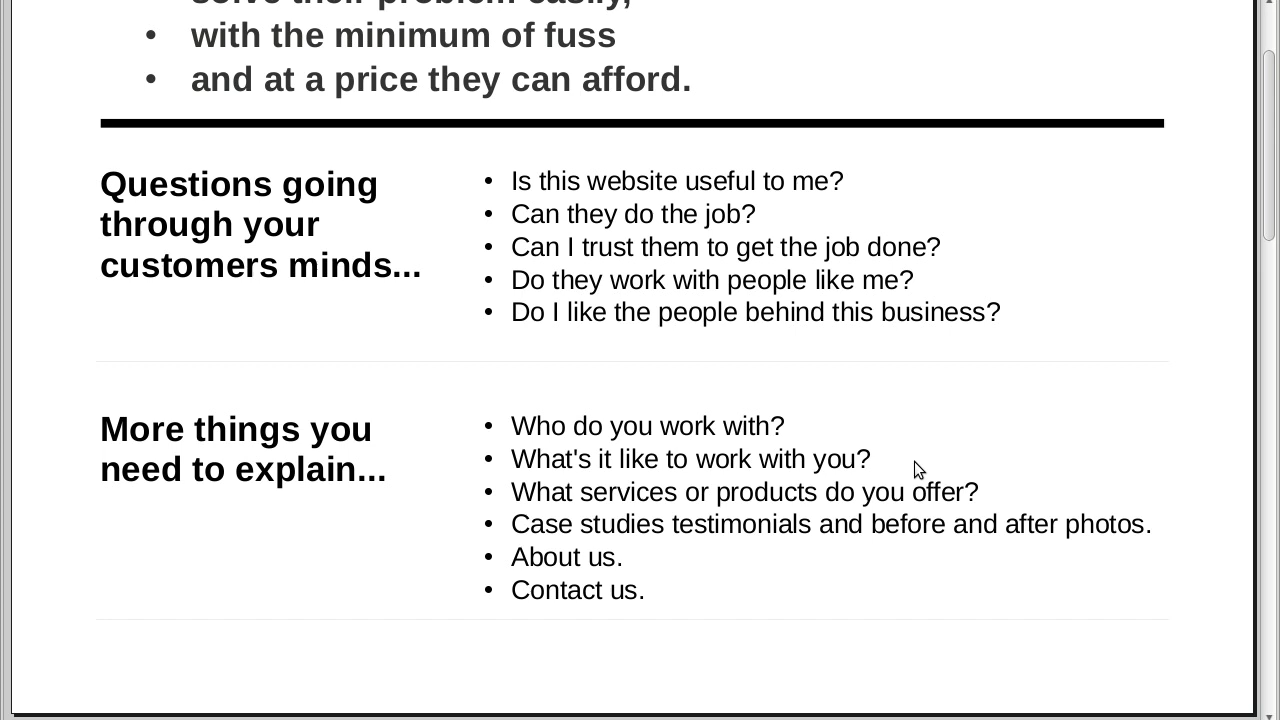 solve their problem easily,
• with the minimum of fuss
• and at a price they can afford.
Questions going
through your
customers minds...
• Is this website useful to me?
• Can they do the job?
• Can I trust them to get the job done?
• Do they work with people like me?
• Do I like the people behind this business?
More things you
need to explain...
• Who do you work with?
• What's it like to work with you?
• What services or products do you offer?
• Case studies testimonials and before and after photos.
• About us.
• Contact us.